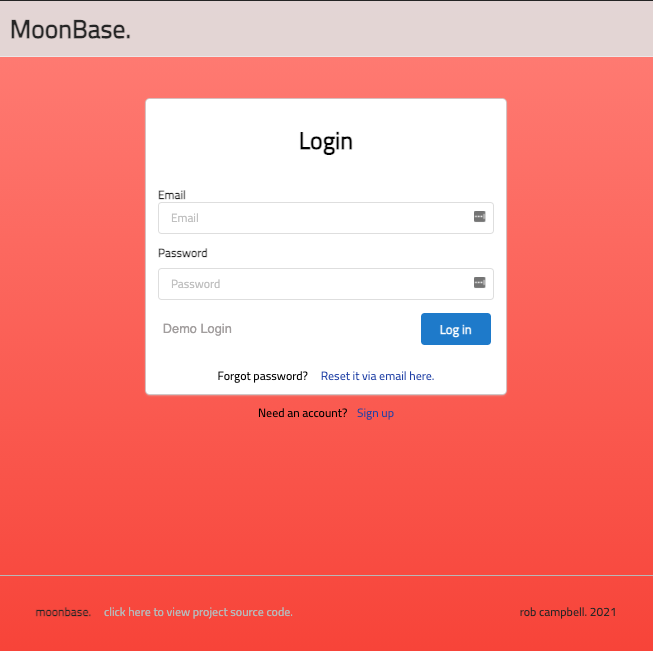 MoonBase.
Login
Email
Email
Password
Password
Demo Login
Log in
Forgot password? Reset it via email here.
Need an account? Sign up
moonbase. click here to view project source code. rob campbell. 2021